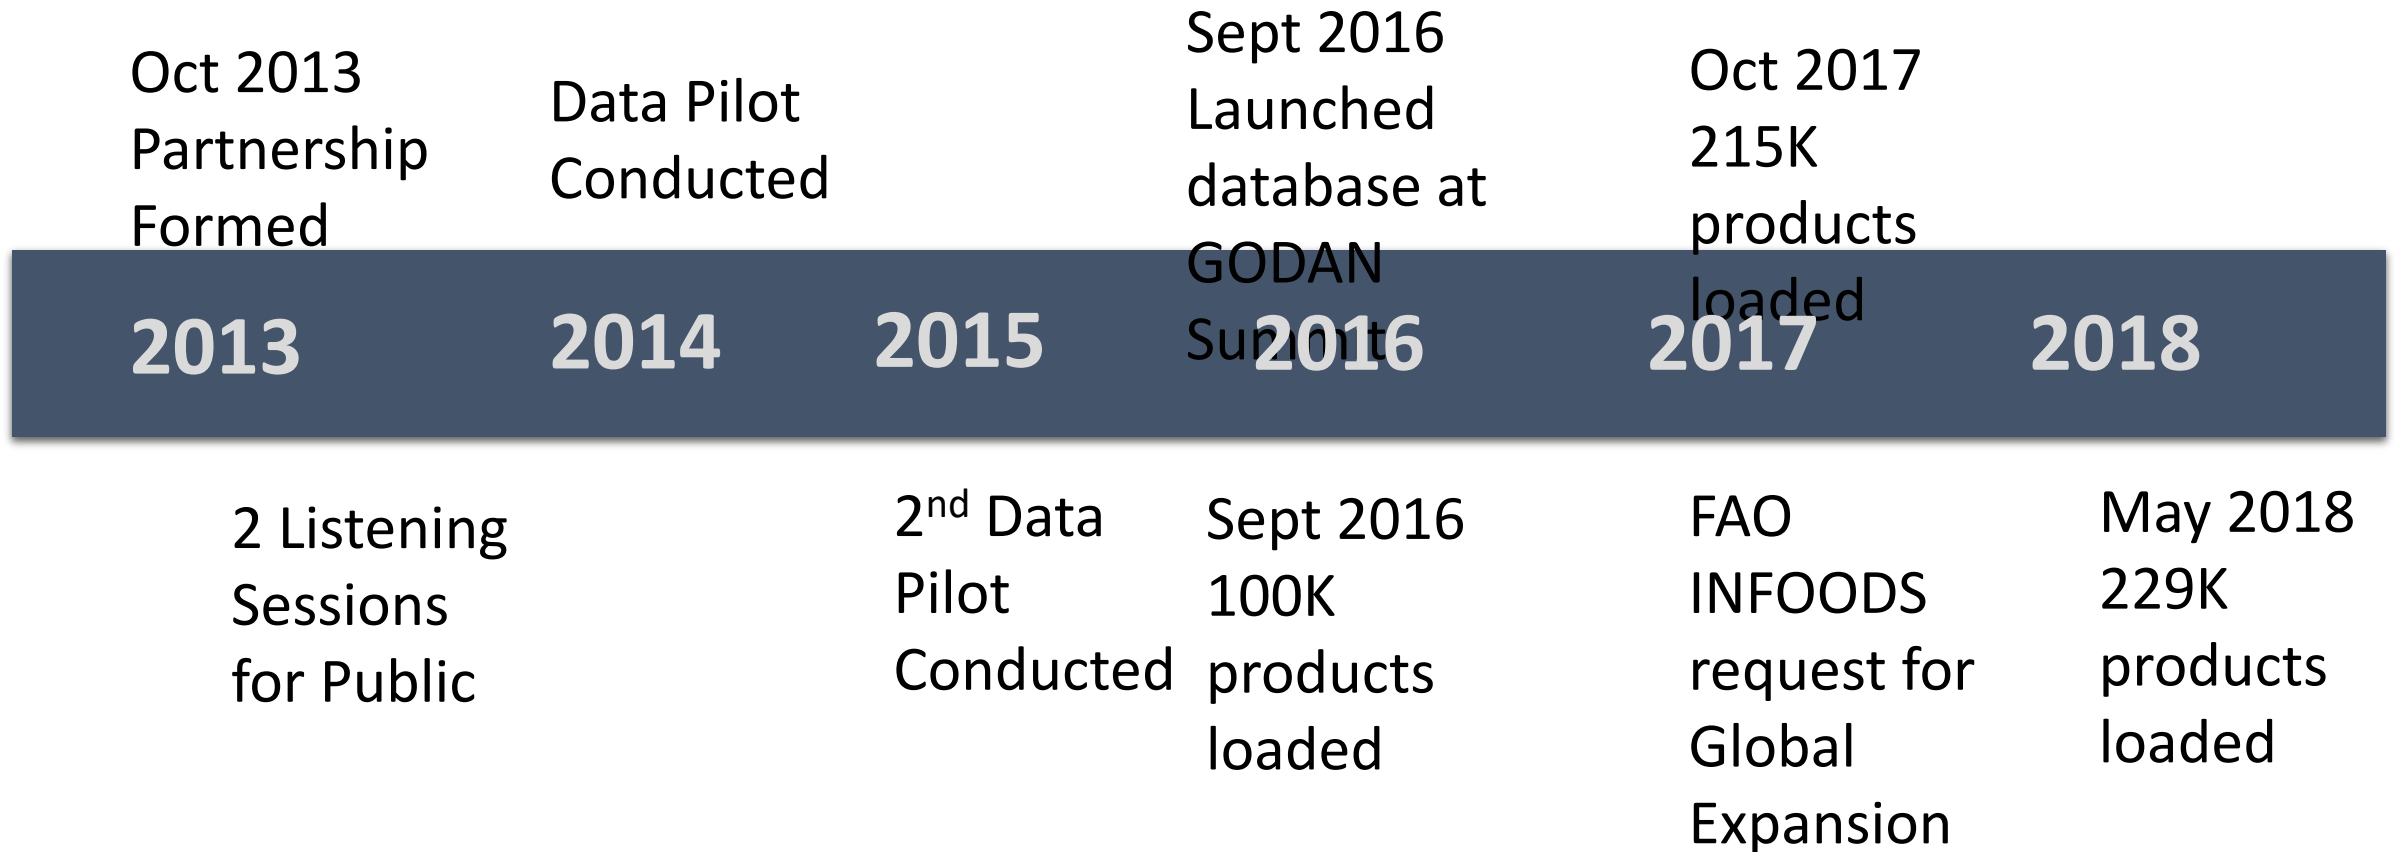 Oct 2013
Partnership
Formed
Data Pilot
Conducted
Sept 2016
Launched
database at
GODAN
Summit
Oct 2017
215K
products
loaded
2013
2014
2015
2016
2017
2018
2 Listening
Sessions
for Public
2nd Data
Pilot
Conducted
Sept 2016
100K
products
loaded
FAO
INFOODS
request for
Global
Expansion
May 2018
229K
products
loaded